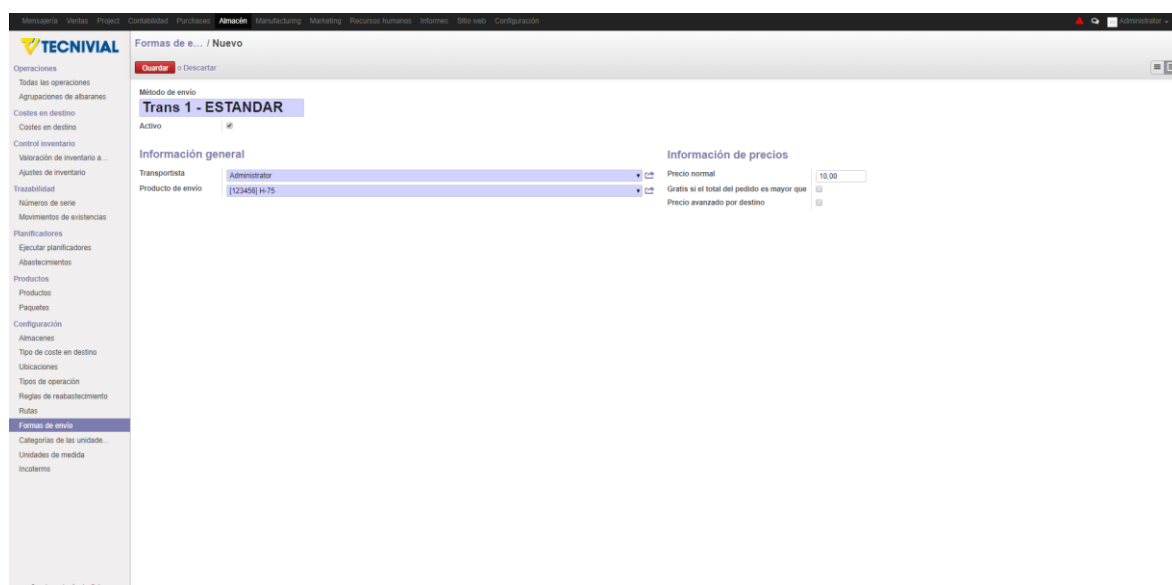 Mensajería Ventas Project Contabilidad Purchases Almacén Manufacturing Marketing Recursos humanos Informes Sitio web Configuración Administrator
TECNIVIAL
Formas de e... / Nuevo
Guardar o Descartar
Operaciones
Todas las operaciones
Agrupaciones de albaranes
Costes en destino
Costes en destino
Control inventario
Valoración de inventario a...
Ajustes de inventario
Trazabilidad
Números de serie
Movimientos de existencias
Planificadores
Ejecutar planificadores
Abastecimientos
Productos
Productos
Paquetes
Configuración
Almacenes
Tipo de coste en destino
Ubicaciones
Tipos de operación
Reglas de reabastecimiento
Rutas
Formas de envío
Categorías de las unidade...
Unidades de medida
Incoterms
Método de envío
Trans 1 - ESTANDAR
Activo
Información general
Transportista Administrator
Producto de envío [123456] H-75
Información de precios
Precio normal 10,00
Gratis si el total del pedido es mayor que
Precio avanzado por destino